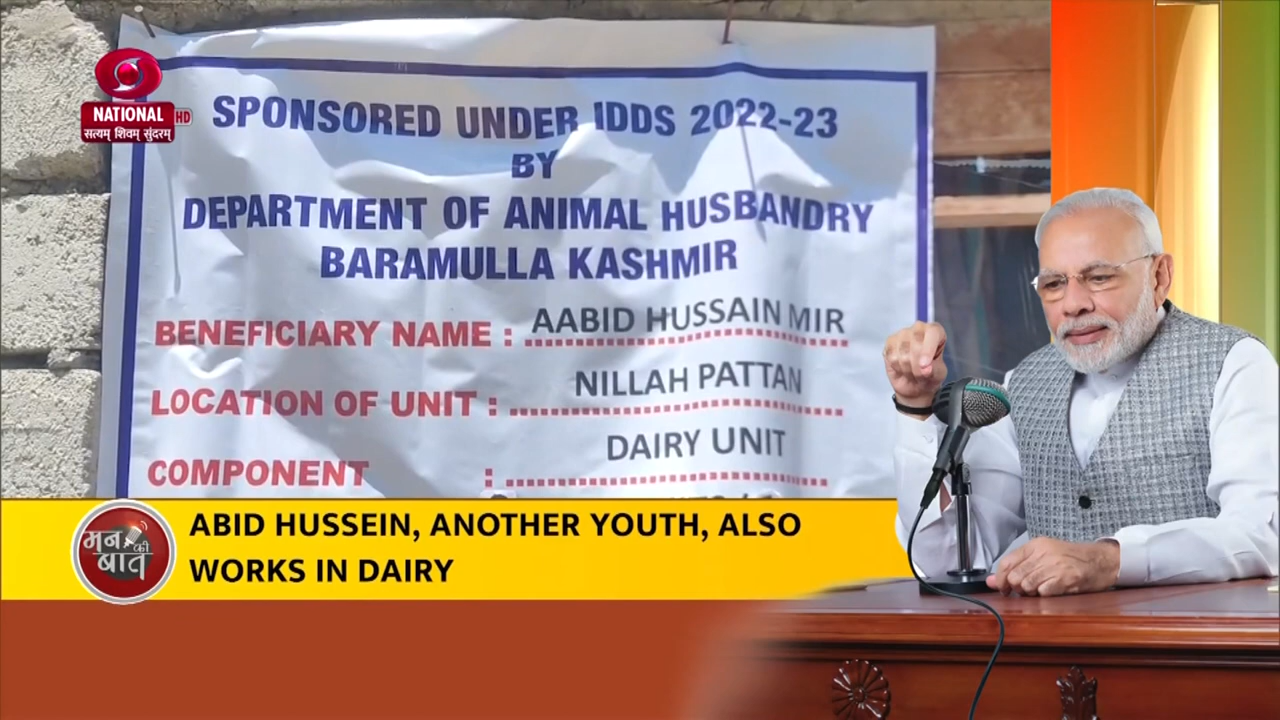 NATIONAL HD
सत्यम् शिवम् सुंदरम्
SPONSORED UNDER IDDS 2022-23
BY
DEPARTMENT OF ANIMAL HUSBANDRY
BARAMULLA KASHMIR
BENEFICIARY NAME : AABID HUSSAIN MIR
LOCATION OF UNIT : NILLAH PATTAN
COMPONENT : DAIRY UNIT
मन की बात
ABID HUSSEIN, ANOTHER YOUTH, ALSO
WORKS IN DAIRY